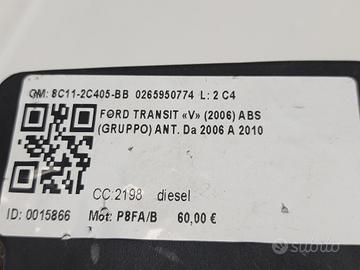 OM: 8C11-2C405-BB 0265950774 L: 2 C4
FORD TRANSIT «V» (2006) ABS
(GRUPPO) ANT. Da 2006 A 2010
CC 2198 diesel
ID: 0015866 Mot: P8FA/B 60,00 €
subito